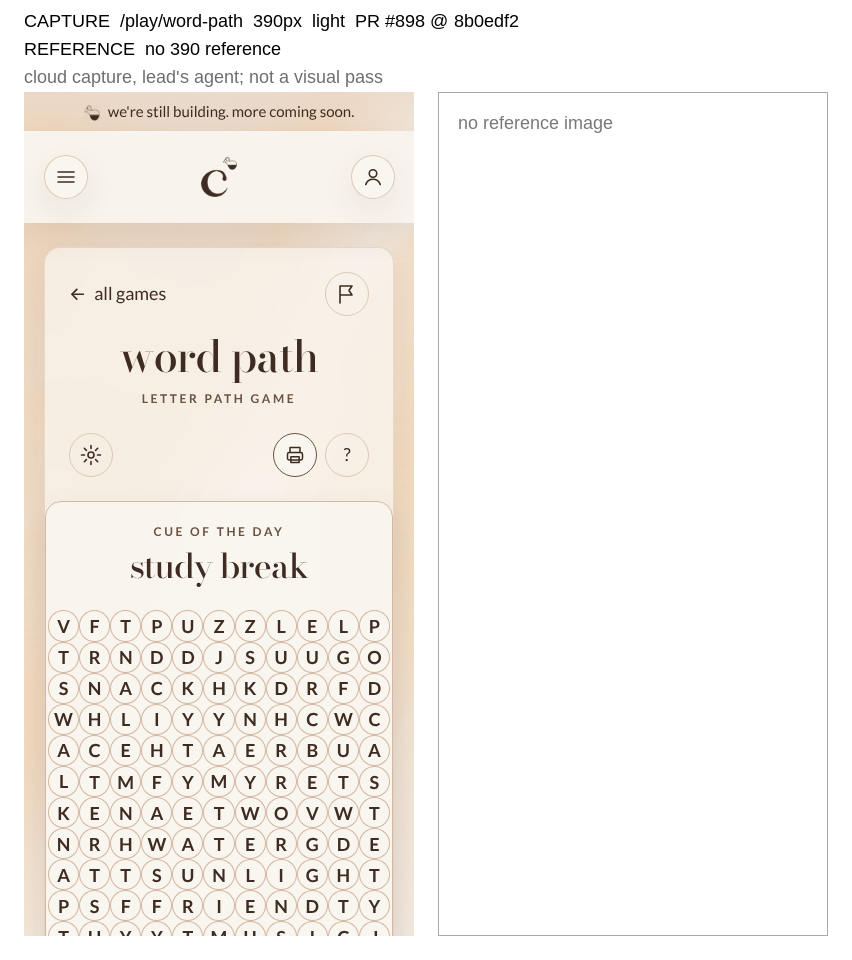 CAPTURE /play/word-path 390px light PR #898 @ 8b0edf2
REFERENCE no 390 reference
cloud capture, lead's agent; not a visual pass
we're still building. more coming soon.
c
no reference image
← all games
word path
LETTER PATH GAME
?
CUE OF THE DAY
study break
V F T P U Z Z L E L P
T R N D D J S U U G O
S N A C K H K D R F D
W H L I Y Y N H C W C
A C E H T A E R B U A
L T M F Y M Y R E T S
K E N A E T W O V W T
N R H W A T E R G D E
A T T S U N L I G H T
P S F F R I E N D T Y